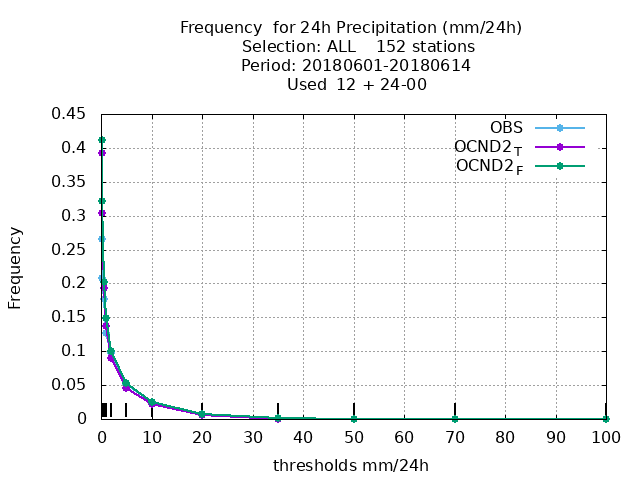 Frequency  for 24h Precipitation (mm/24h)
Selection: ALL    152 stations
Period: 20180601-20180614
Used  12 + 24-00
OBS
OCND2T
OCND2F
Frequency
0.45
0.4
0.35
0.3
0.25
0.2
0.15
0.1
0.05
0
0 10 20 30 40 50 60 70 80 90 100
thresholds mm/24h